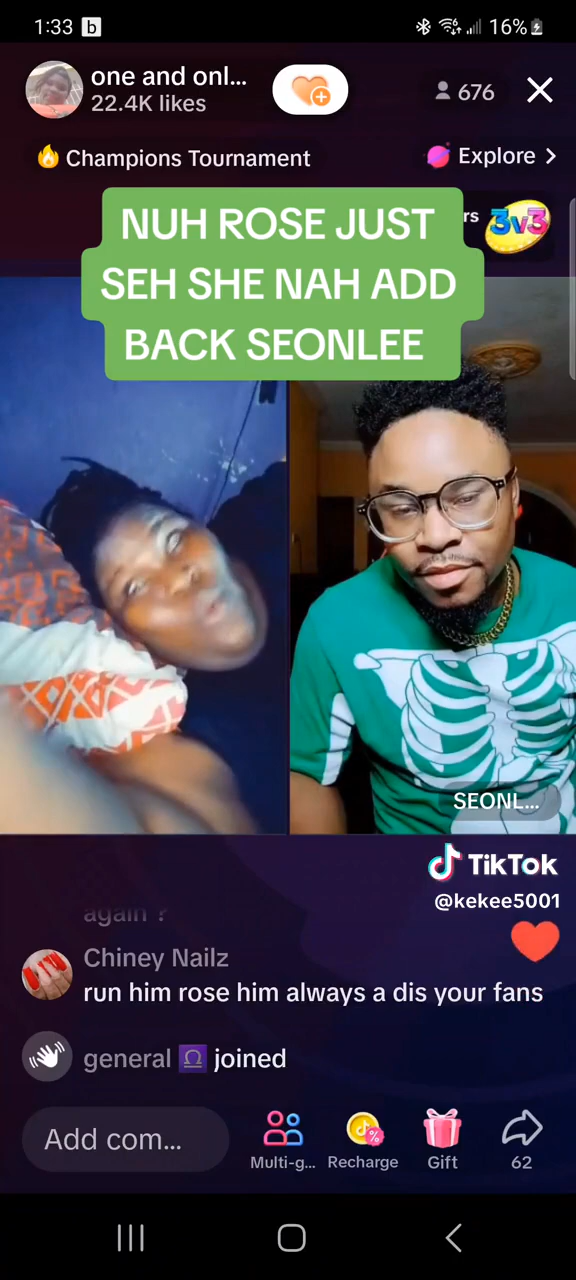 1:33 b 16%
one and onl...
22.4K likes
676
Champions Tournament
Explore
rs 3v3
NUH ROSE JUST
SEH SHE NAH ADD
BACK SEONLEE
SEONL...
TikTok
@kekee5001
again ?
Chiney Nailz
run him rose him always a dis your fans
general ♎ joined
Add com...
Multi-g... Recharge Gift 62